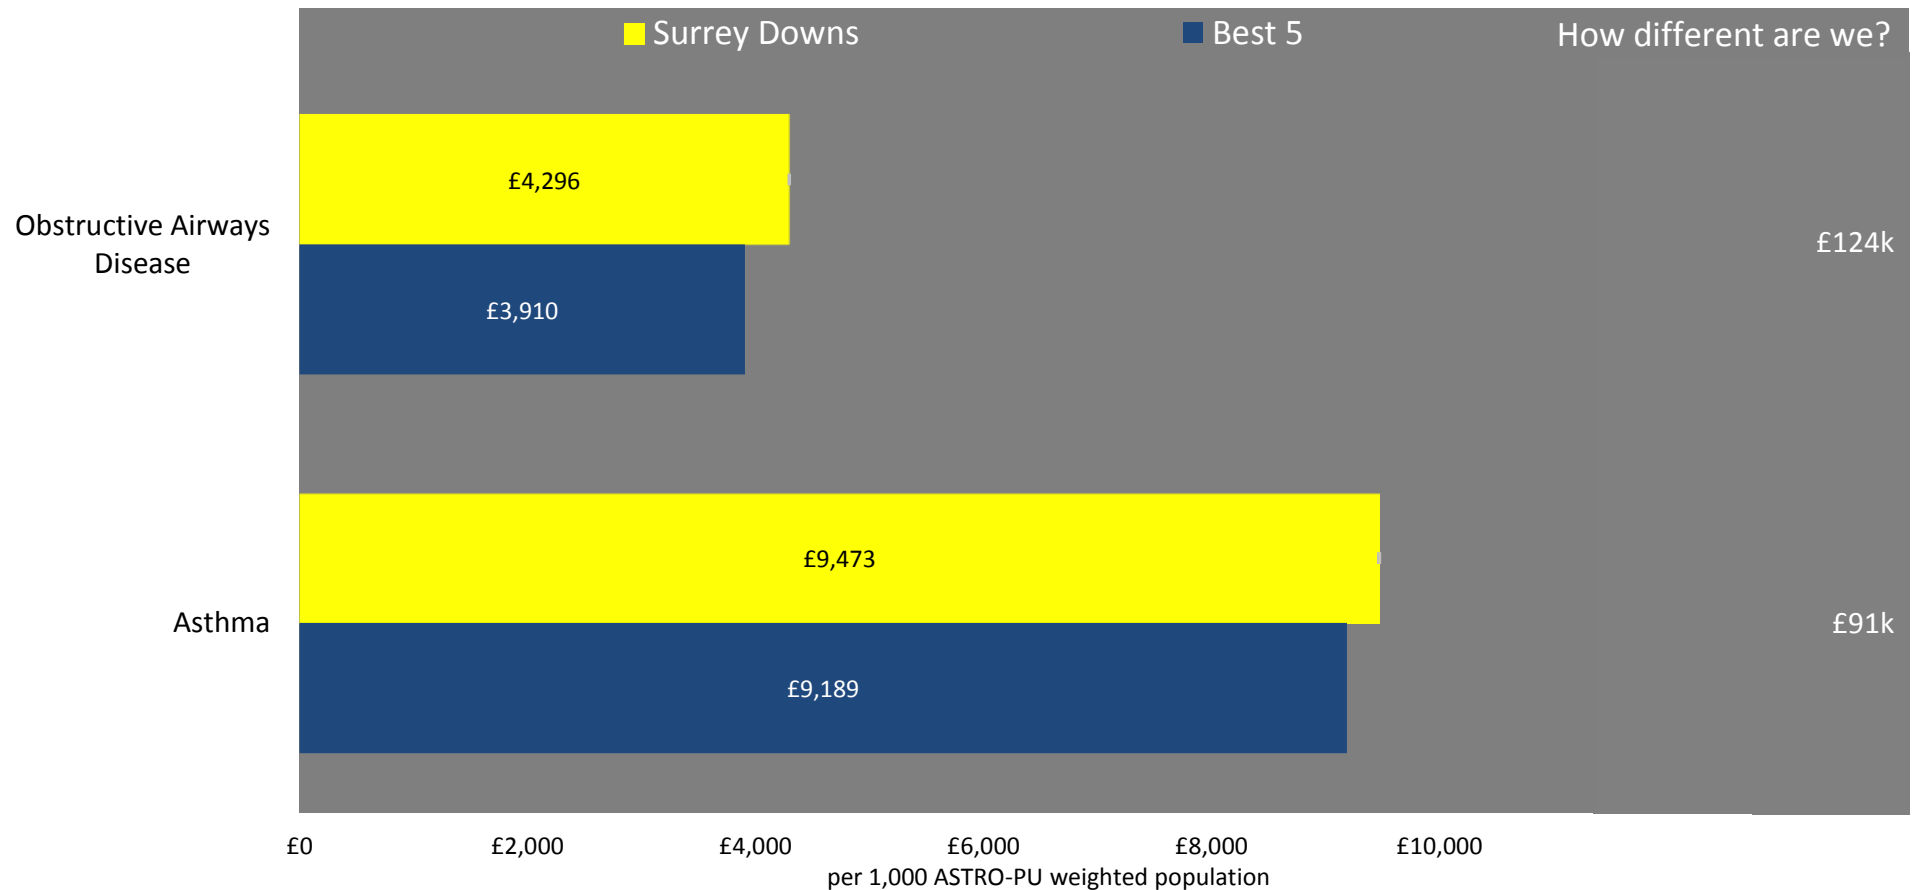 Surrey Downs
Best 5
How different are we?
Obstructive Airways
Disease
£4,296
£3,910
£124k
Asthma
£9,473
£9,189
£91k
£0 £2,000 £4,000 £6,000 £8,000 £10,000
per 1,000 ASTRO-PU weighted population